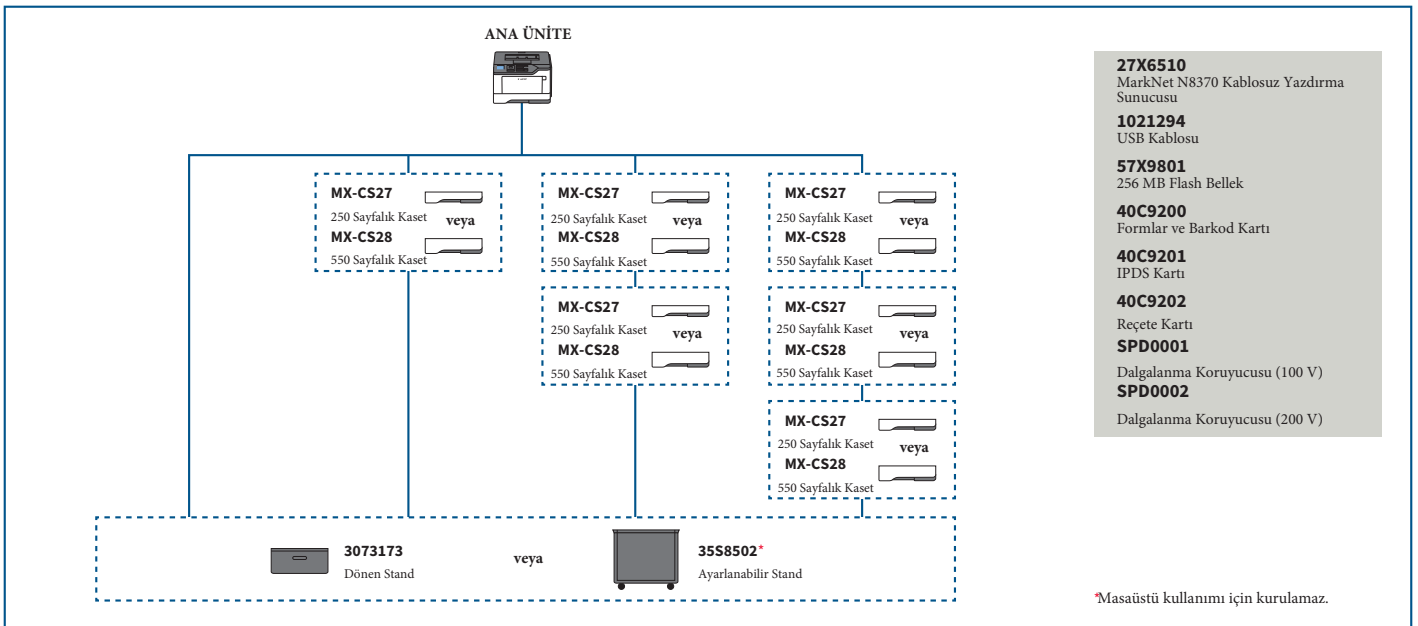 ANA ÜNİTE
MX-CS27
250 Sayfalık Kaset
veya
MX-CS28
550 Sayfalık Kaset
MX-CS27
250 Sayfalık Kaset
veya
MX-CS28
550 Sayfalık Kaset
MX-CS27
250 Sayfalık Kaset
veya
MX-CS28
550 Sayfalık Kaset
MX-CS27
250 Sayfalık Kaset
veya
MX-CS28
550 Sayfalık Kaset
MX-CS27
250 Sayfalık Kaset
veya
MX-CS28
550 Sayfalık Kaset
MX-CS27
250 Sayfalık Kaset
veya
MX-CS28
550 Sayfalık Kaset
3073173
Dönen Stand
veya
35S8502*
Ayarlanabilir Stand
27X6510
MarkNet N8370 Kablosuz Yazdırma
Sunucusu
1021294
USB Kablosu
57X9801
256 MB Flash Bellek
40C9200
Formlar ve Barkod Kartı
40C9201
IPDS Kartı
40C9202
Reçete Kartı
SPD0001
Dalgalanma Koruyucusu (100 V)
SPD0002
Dalgalanma Koruyucusu (200 V)
*Masaüstü kullanımı için kurulamaz.